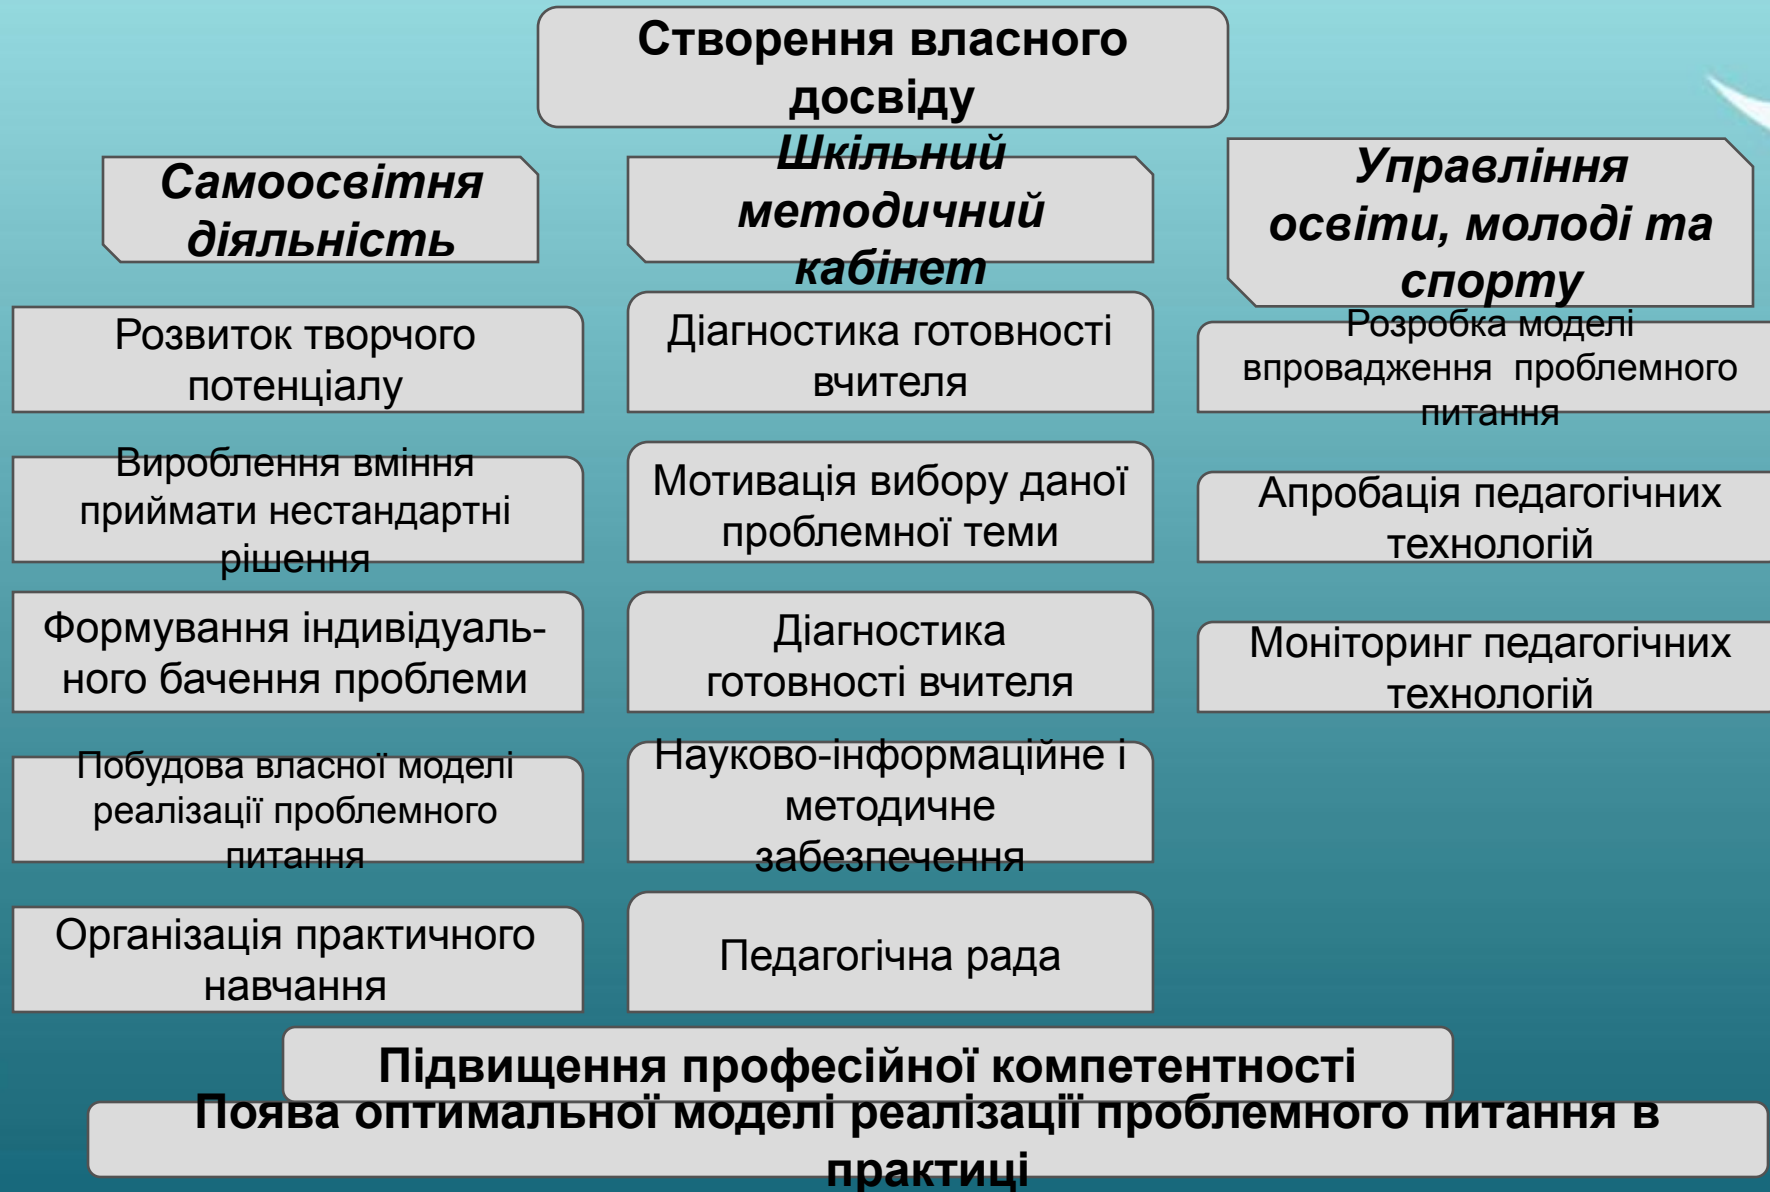 Створення власного
досвіду
Самоосвітня
діяльність
Розвиток творчого
потенціалу
Вироблення вміння
приймати нестандартні
рішення
Формування індивідуаль-
ного бачення проблеми
Побудова власної моделі
реалізації проблемного
питання
Організація практичного
навчання
Шкільний
методичний
кабінет
Діагностика готовності
вчителя
Мотивація вибору даної
проблемної теми
Діагностика
готовності вчителя
Науково-інформаційне і
методичне
забезпечення
Педагогічна рада
Управління
освіти, молоді та
спорту
Розробка моделі
впровадження проблемного
питання
Апробація педагогічних
технологій
Моніторинг педагогічних
технологій
Підвищення професійної компетентності
Поява оптимальної моделі реалізації проблемного питання в
практиці